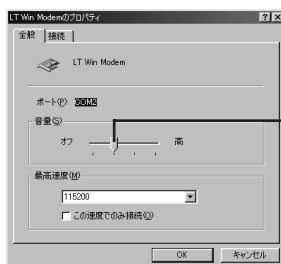 LT Win Modemのプロパティ
全般 接続
LT Win Modem
ポート(P): COM2
音量(S)
オフ 高
最高速度(M)
115200
この速度でのみ接続(O)
OK キャンセル